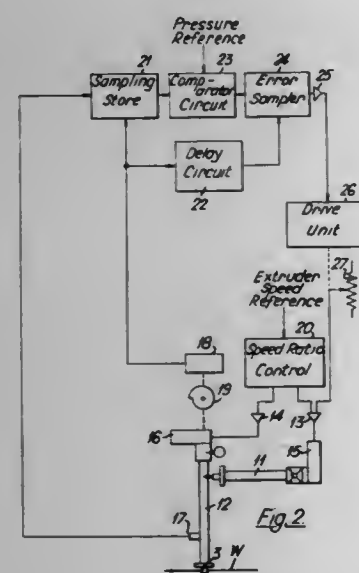 Pressure
Reference
21
23
24
25
Sampling
Store
Comp-
arator
Circuit
Error
Sampler
Delay
Circuit
22
26
Drive
Unit
27
Extruder
Speed
Reference
20
Speed Ratio
Control
18
19
14
13
16
15
11
12
17
Fig.2.
3
W